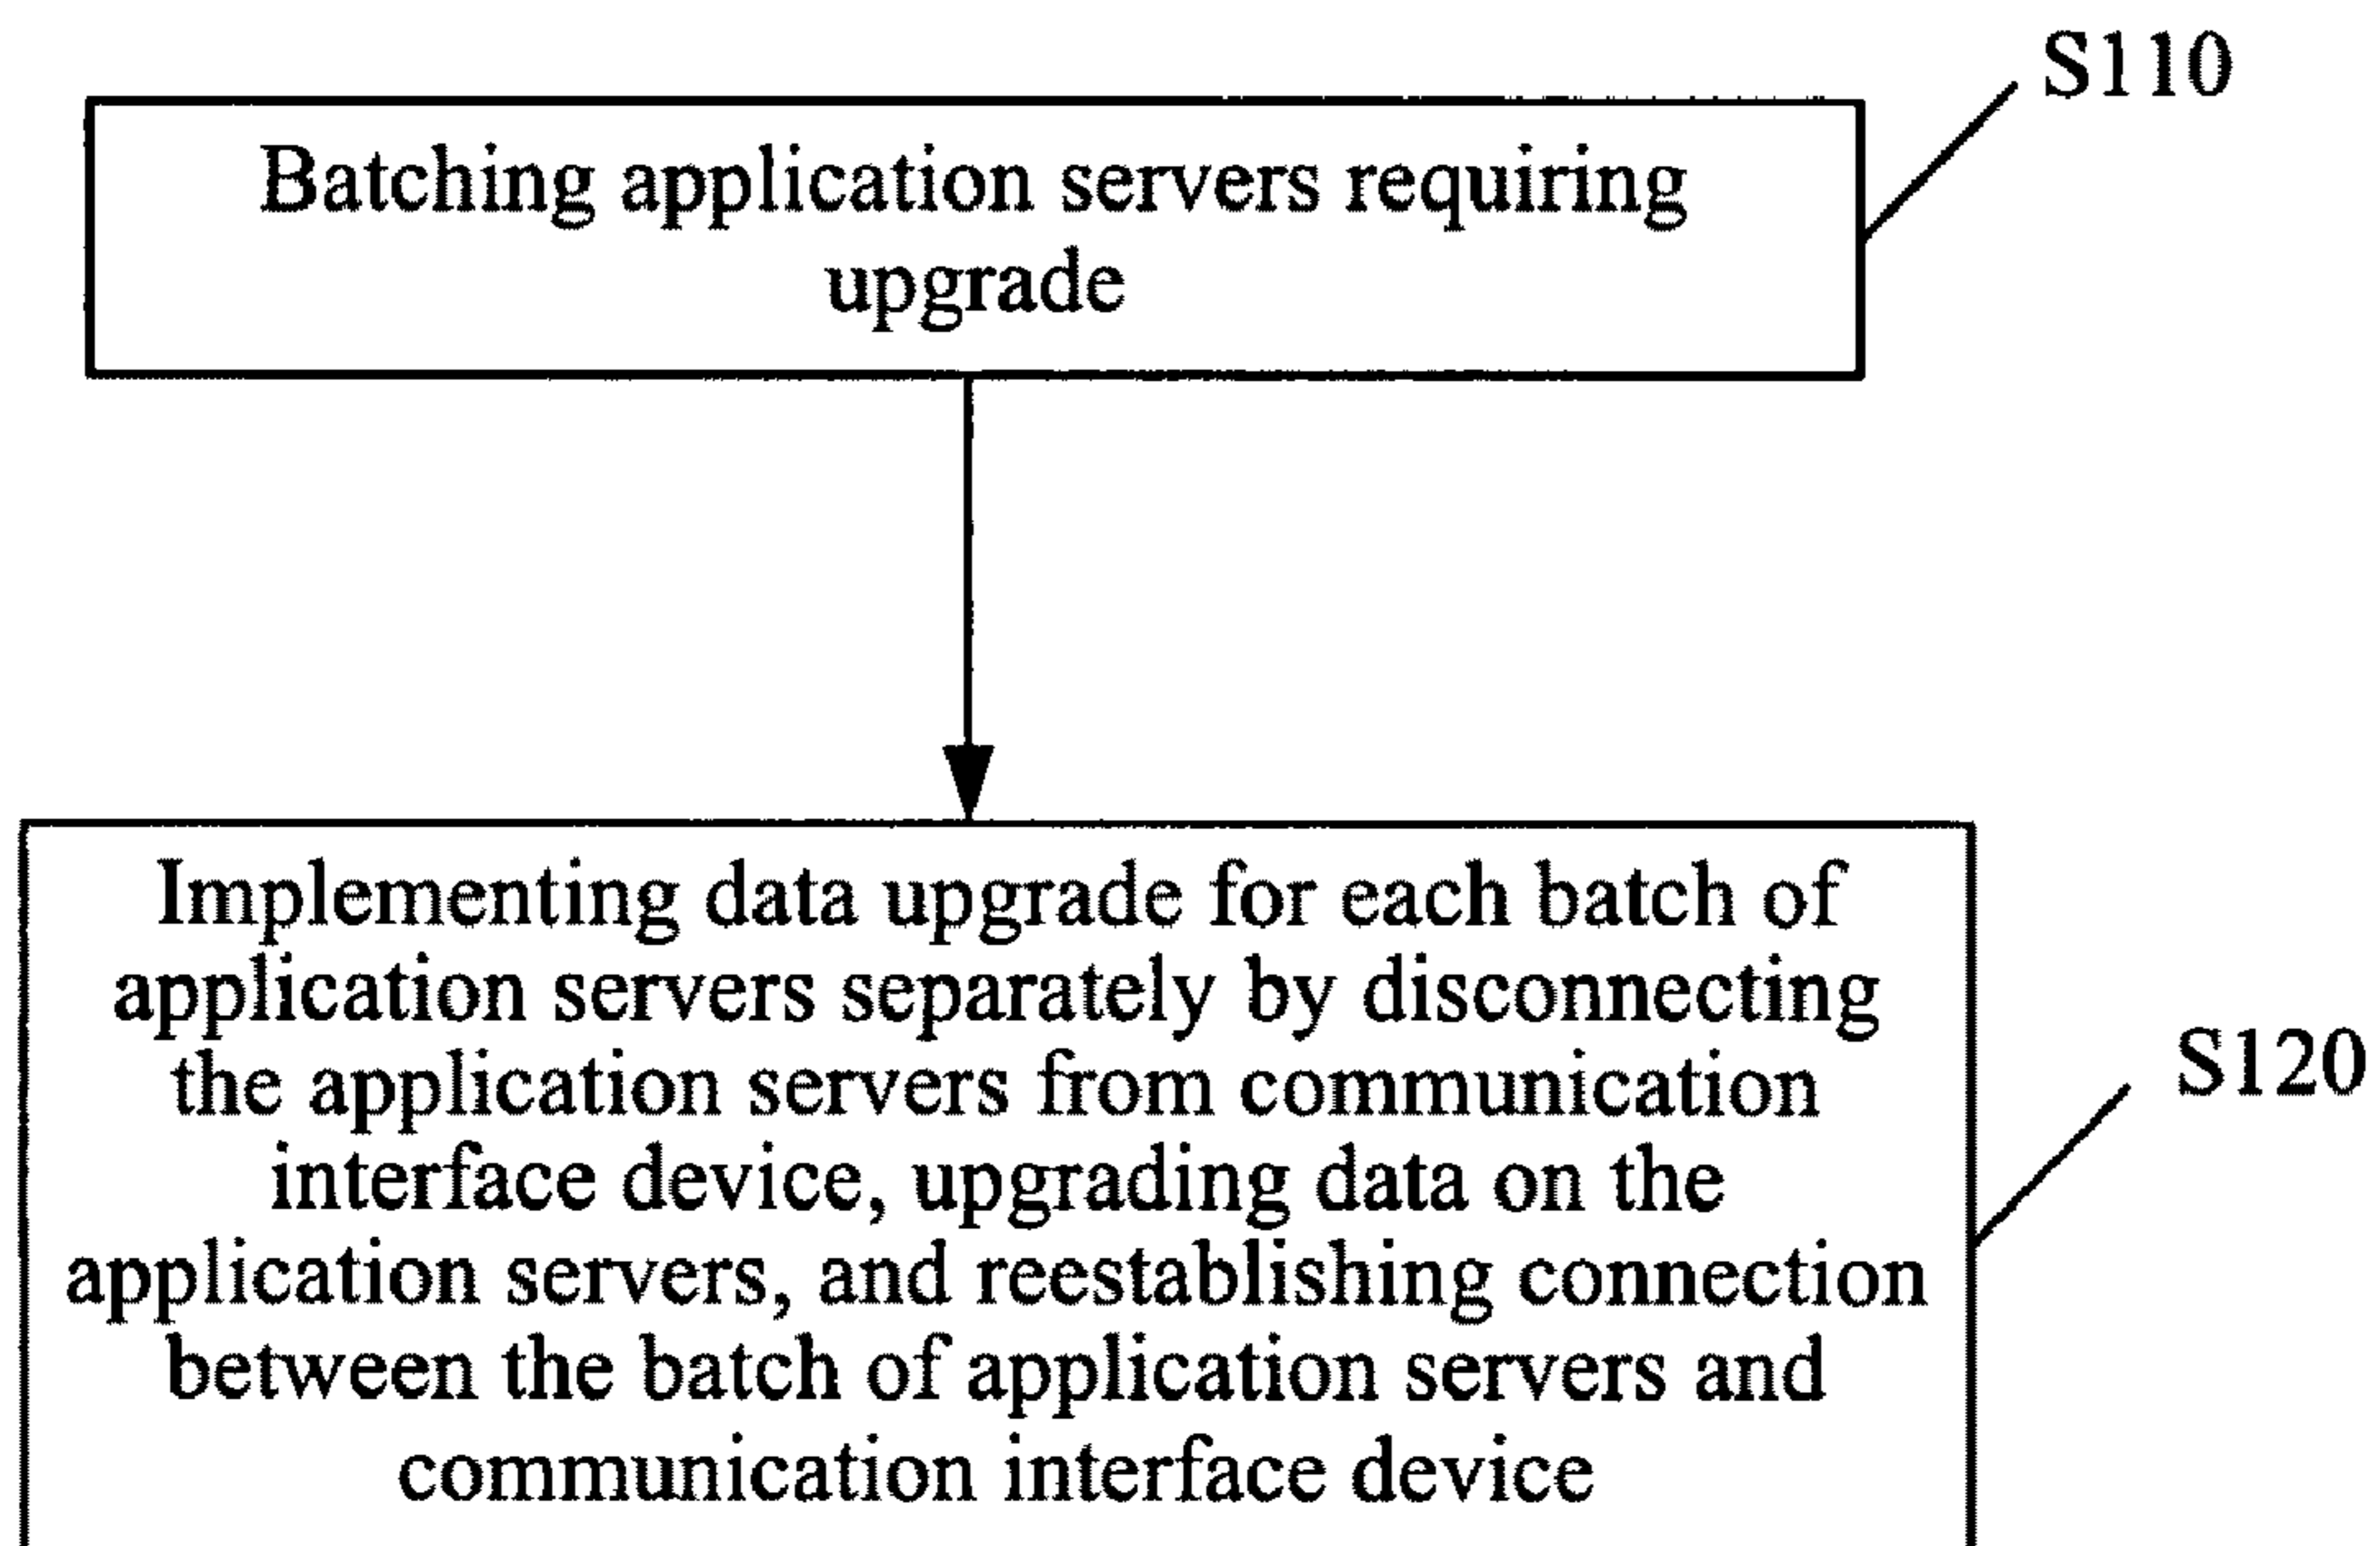 S110
Batching application servers requiring
upgrade
Implementing data upgrade for each batch of
application servers separately by disconnecting
the application servers from communication
interface device, upgrading data on the
application servers, and reestablishing connection
between the batch of application servers and
communication interface device
S120